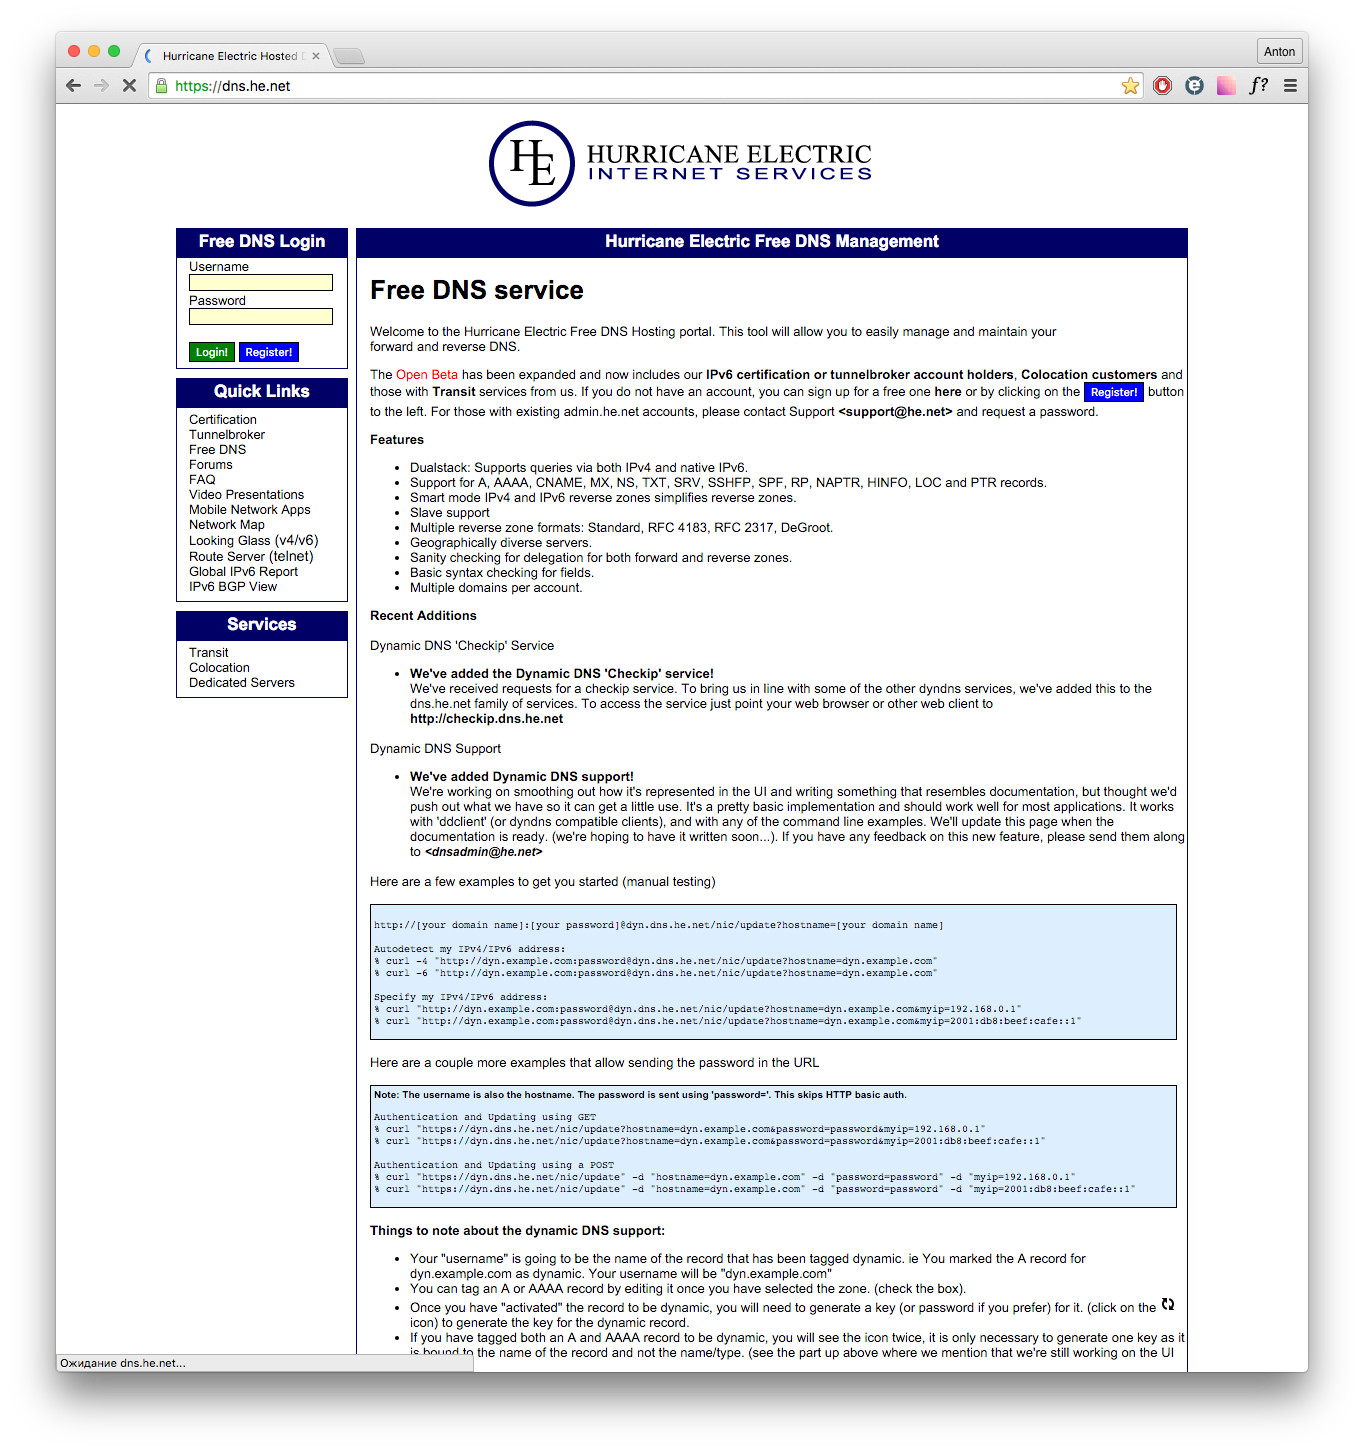 Hurricane Electric Hosted
Anton
https://dns.he.net
f?
HE
HURRICANE ELECTRIC
INTERNET SERVICES
Free DNS Login
Username
Password
Login! Register!
Quick Links
Certification
Tunnelbroker
Free DNS
Forums
FAQ
Video Presentations
Mobile Network Apps
Network Map
Looking Glass (v4/v6)
Route Server (telnet)
Global IPv6 Report
IPv6 BGP View
Services
Transit
Colocation
Dedicated Servers
Hurricane Electric Free DNS Management
Free DNS service
Welcome to the Hurricane Electric Free DNS Hosting portal. This tool will allow you to easily manage and maintain your
forward and reverse DNS.
The Open Beta has been expanded and now includes our IPv6 certification or tunnelbroker account holders, Colocation customers and
those with Transit services from us. If you do not have an account, you can sign up for a free one here or by clicking on the Register! button
to the left. For those with existing admin.he.net accounts, please contact Support <support@he.net> and request a password.
Features
• Dualstack: Supports queries via both IPv4 and native IPv6.
• Support for A, AAAA, CNAME, MX, NS, TXT, SRV, SSHFP, SPF, RP, NAPTR, HINFO, LOC and PTR records.
• Smart mode IPv4 and IPv6 reverse zones simplifies reverse zones.
• Slave support
• Multiple reverse zone formats: Standard, RFC 4183, RFC 2317, DeGroot.
• Geographically diverse servers.
• Sanity checking for delegation for both forward and reverse zones.
• Basic syntax checking for fields.
• Multiple domains per account.
Recent Additions
Dynamic DNS 'Checkip' Service
• We've added the Dynamic DNS 'Checkip' service!
We've received requests for a checkip service. To bring us in line with some of the other dyndns services, we've added this to the
dns.he.net family of services. To access the service just point your web browser or other web client to
http://checkip.dns.he.net
Dynamic DNS Support
• We've added Dynamic DNS support!
We're working on smoothing out how it's represented in the UI and writing something that resembles documentation, but thought we'd
push out what we have so it can get a little use. It's a pretty basic implementation and should work well for most applications. It works
with 'ddclient' (or dyndns compatible clients), and with any of the command line examples. We'll update this page when the
documentation is ready. (we're hoping to have it written soon...). If you have any feedback on this new feature, please send them along
to <dnsadmin@he.net>
Here are a few examples to get you started (manual testing)
http://[your domain name]:[your password]@dyn.dns.he.net/nic/update?hostname=[your domain name]
Autodetect my IPv4/IPv6 address:
% curl -4 "http://dyn.example.com:password@dyn.dns.he.net/nic/update?hostname=dyn.example.com"
% curl -6 "http://dyn.example.com:password@dyn.dns.he.net/nic/update?hostname=dyn.example.com"
Specify my IPv4/IPv6 address:
% curl "http://dyn.example.com:password@dyn.dns.he.net/nic/update?hostname=dyn.example.com&myip=192.168.0.1"
% curl "http://dyn.example.com:password@dyn.dns.he.net/nic/update?hostname=dyn.example.com&myip=2001:db8:beef:cafe::1"
Here are a couple more examples that allow sending the password in the URL
Note: The username is also the hostname. The password is sent using 'password='. This skips HTTP basic auth.
Authentication and Updating using GET
% curl "https://dyn.dns.he.net/nic/update?hostname=dyn.example.com&password=password&myip=192.168.0.1"
% curl "https://dyn.dns.he.net/nic/update?hostname=dyn.example.com&password=password&myip=2001:db8:beef:cafe::1"
Authentication and Updating using a POST
% curl "https://dyn.dns.he.net/nic/update" -d "hostname=dyn.example.com" -d "password=password" -d "myip=192.168.0.1"
% curl "https://dyn.dns.he.net/nic/update" -d "hostname=dyn.example.com" -d "password=password" -d "myip=2001:db8:beef:cafe::1"
Things to note about the dynamic DNS support:
• Your "username" is going to be the name of the record that has been tagged dynamic. ie You marked the A record for
dyn.example.com as dynamic. Your username will be "dyn.example.com"
• You can tag an A or AAAA record by editing it once you have selected the zone. (check the box).
• Once you have "activated" the record to be dynamic, you will need to generate a key (or password if you prefer) for it. (click on the
icon) to generate the key for the dynamic record.
• If you have tagged both an A and AAAA record to be dynamic, you will see the icon twice, it is only necessary to generate one key as it
is bound to the name of the record and not the name/type. (see the part up above where we mention that we're still working on the UI
Ожидание dns.he.net...